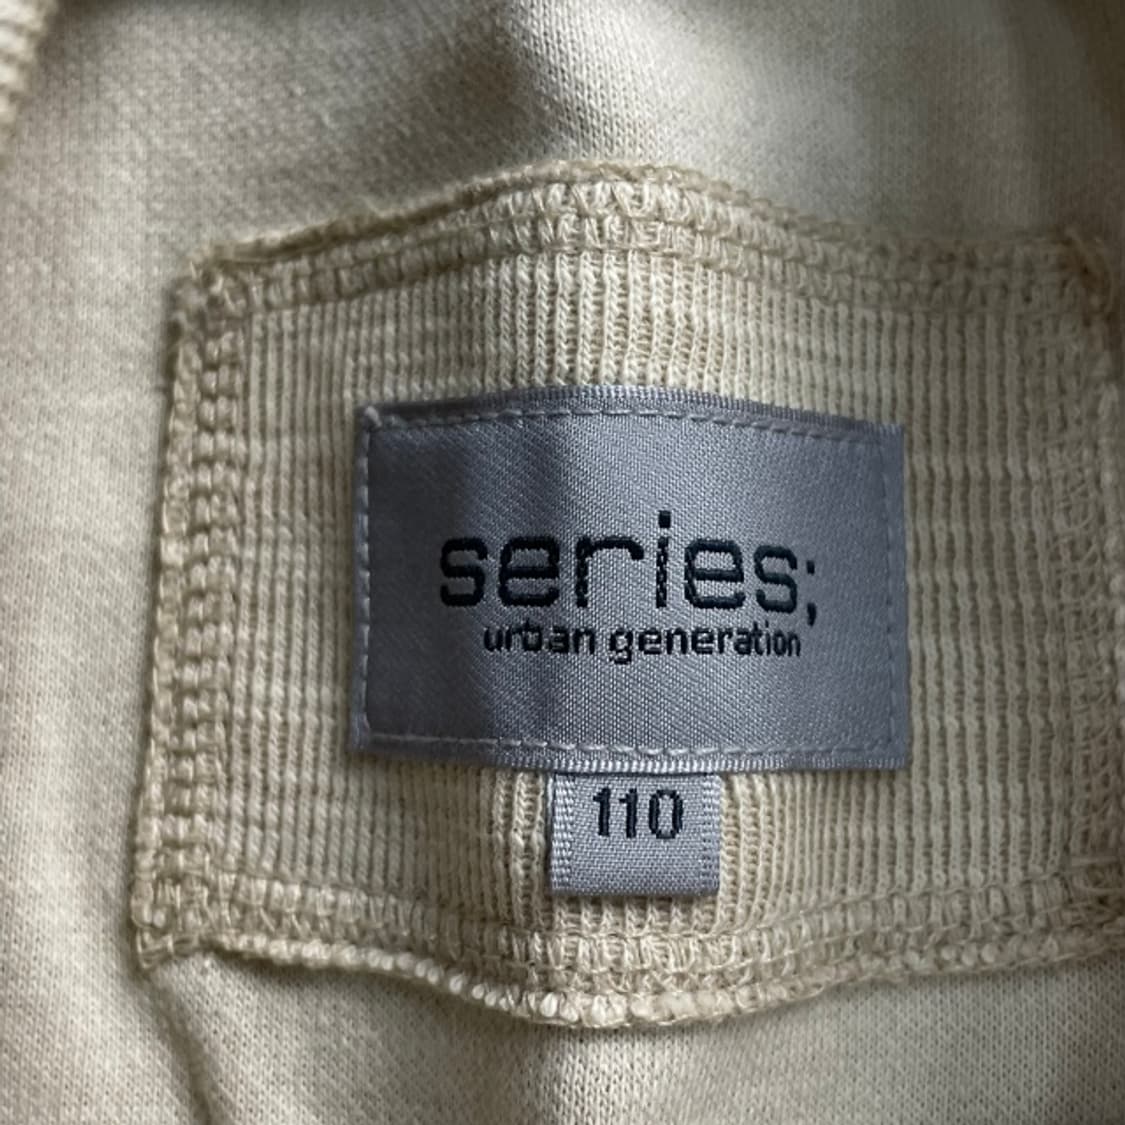 series;
urban generation
110